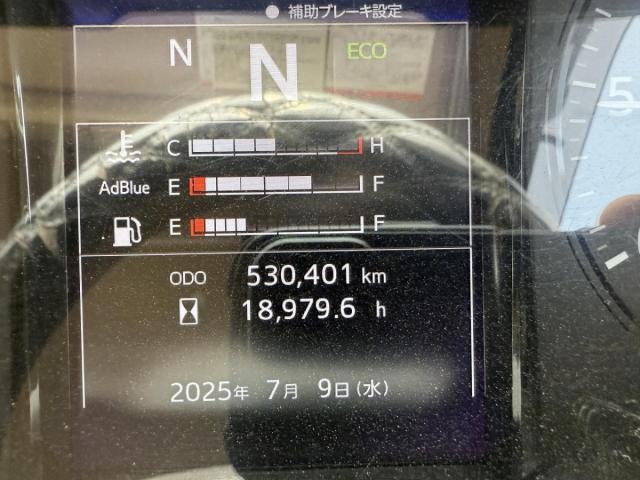 補助ブレーキ設定
N N ECO
C H
AdBlue E F
E F
ODO 530,401 km
18,979.6 h
2025年 7月 9日(水)
5